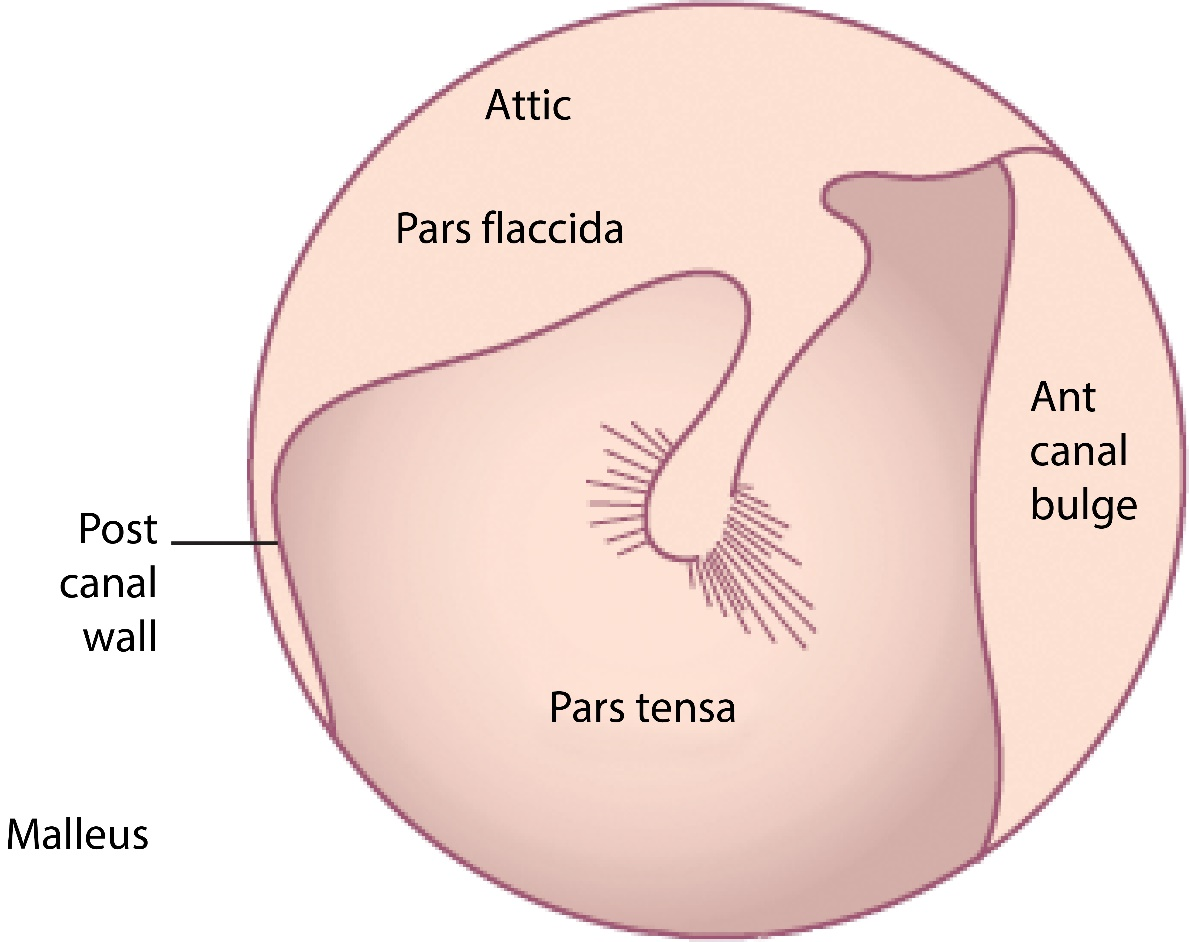 Attic
Pars flaccida
Ant
canal
bulge
Post
canal
wall
Pars tensa
Malleus